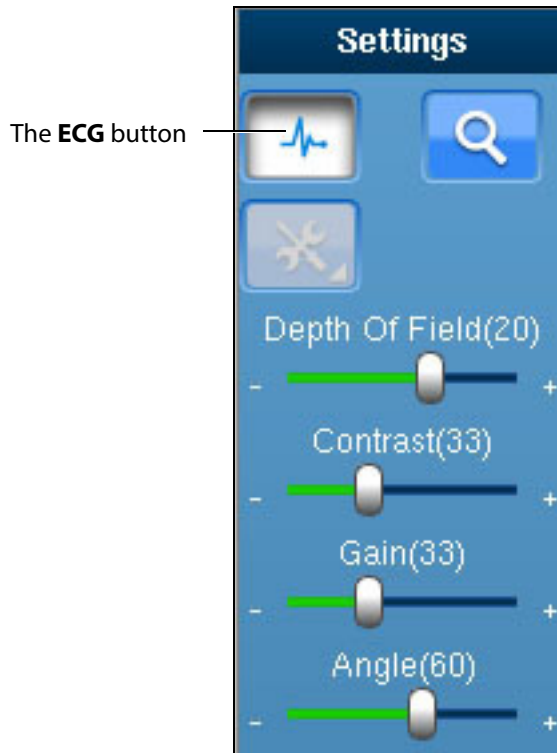 Settings
The ECG button
Depth Of Field(20)
- +
Contrast(33)
- +
Gain(33)
- +
Angle(60)
- +